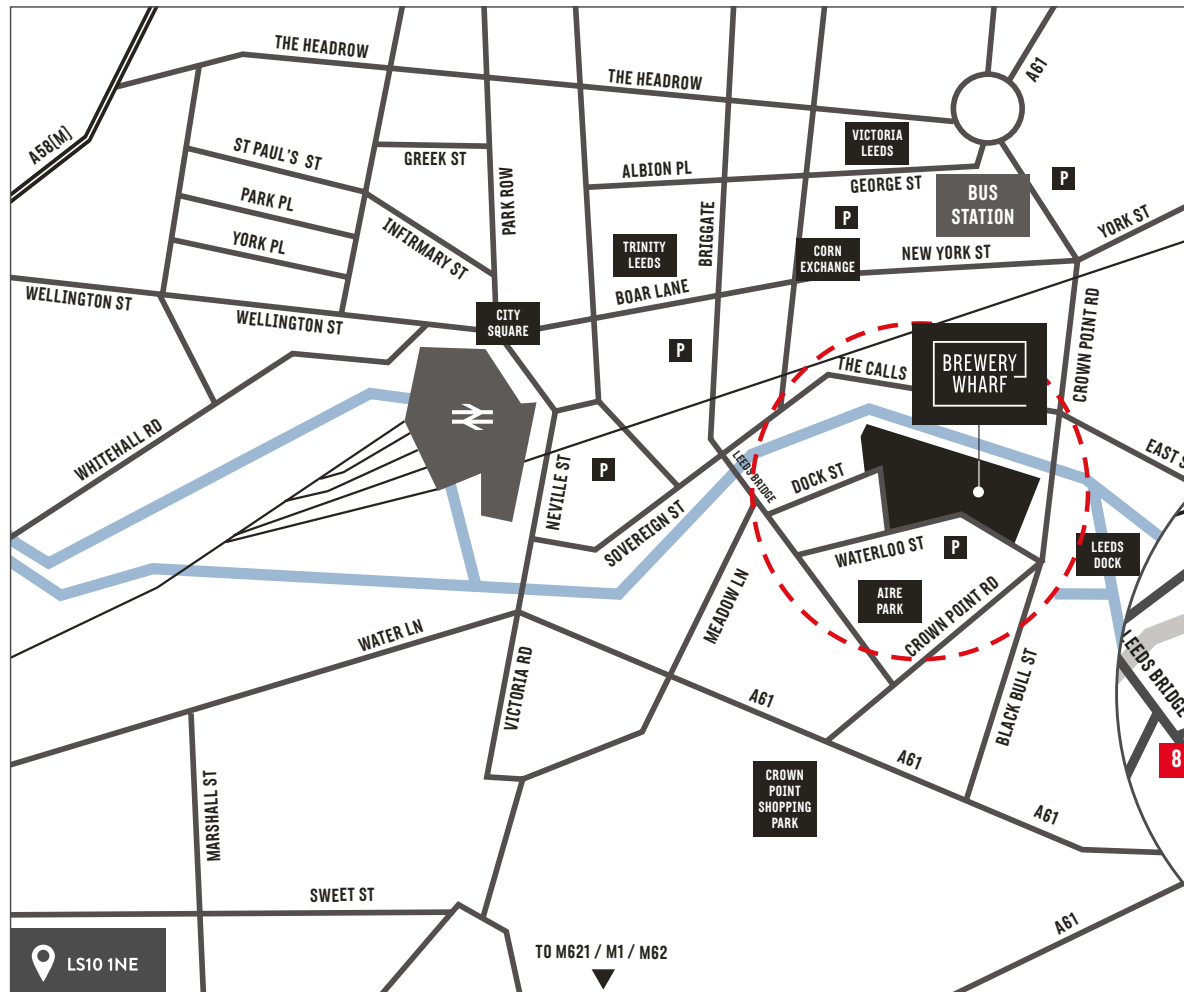 THE HEADROW
THE HEADROW
A61
A58(M)
ST PAUL'S ST
GREEK ST
VICTORIA
LEEDS
ALBION PL
GEORGE ST
P
BUS
STATION
PARK PL
PARK ROW
BRIGGATE
P
YORK ST
YORK PL
INFIRMARY ST
TRINITY
LEEDS
CORN
EXCHANGE
NEW YORK ST
BOAR LANE
WELLINGTON ST
WELLINGTON ST
CITY
SQUARE
P
CROWN POINT RD
THE CALLS
BREWERY
WHARF
WHITEHALL RD
NEVILLE ST
P
LEEDS BRIDGE
DOCK ST
EAST S
SOVEREIGN ST
WATERLOO ST
P
LEEDS
DOCK
AIRE
PARK
MEADOW LN
CROWN POINT RD
WATER LN
VICTORIA RD
A61
BLACK BULL ST
LEEDS BRIDGE
8
A61
CROWN
POINT
SHOPPING
PARK
MARSHALL ST
A61
SWEET ST
A61
TO M621 / M1 / M62
LS10 1NE